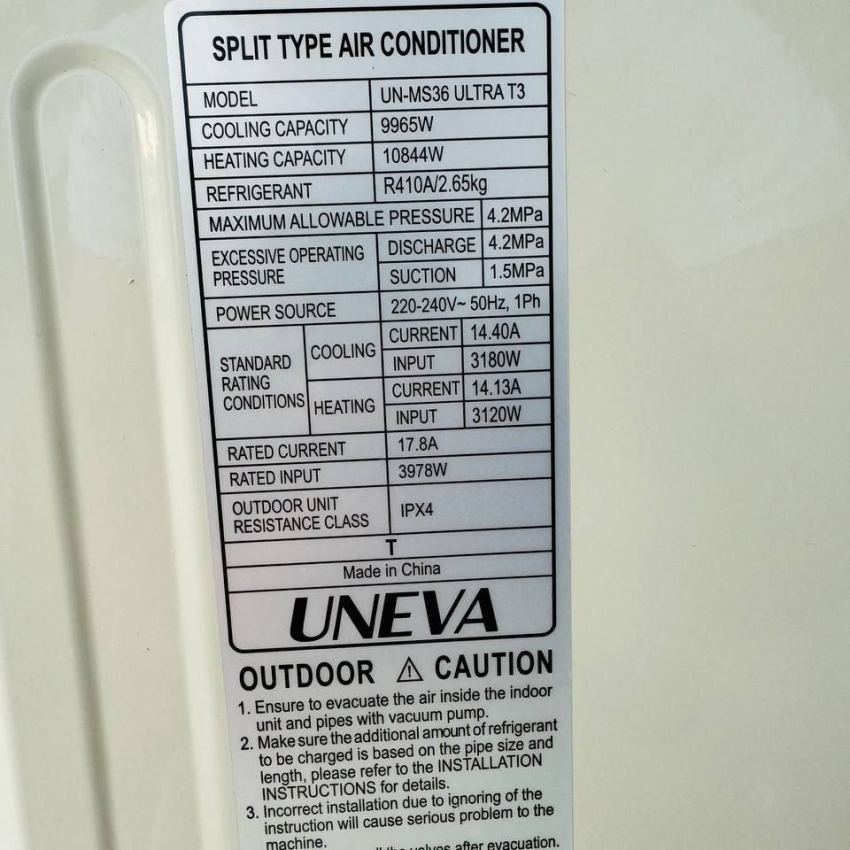 SPLIT TYPE AIR CONDITIONER
MODEL UN-MS36 ULTRA T3
COOLING CAPACITY 9965W
HEATING CAPACITY 10844W
REFRIGERANT R410A/2.65kg
MAXIMUM ALLOWABLE PRESSURE 4.2MPa
EXCESSIVE OPERATING PRESSURE DISCHARGE 4.2MPa
SUCTION 1.5MPa
POWER SOURCE 220-240V~ 50Hz, 1Ph
STANDARD RATING CONDITIONS COOLING CURRENT 14.40A
INPUT 3180W
HEATING CURRENT 14.13A
INPUT 3120W
RATED CURRENT 17.8A
RATED INPUT 3978W
OUTDOOR UNIT RESISTANCE CLASS IPX4
T
Made in China
UNEVA
OUTDOOR ⚠ CAUTION
1. Ensure to evacuate the air inside the indoor
unit and pipes with vacuum pump.
2. Make sure the additional amount of refrigerant
to be charged is based on the pipe size and
length, please refer to the INSTALLATION
INSTRUCTIONS for details.
3. Incorrect installation due to ignoring of the
instruction will cause serious problem to the
machine.
the valves after evacuation.